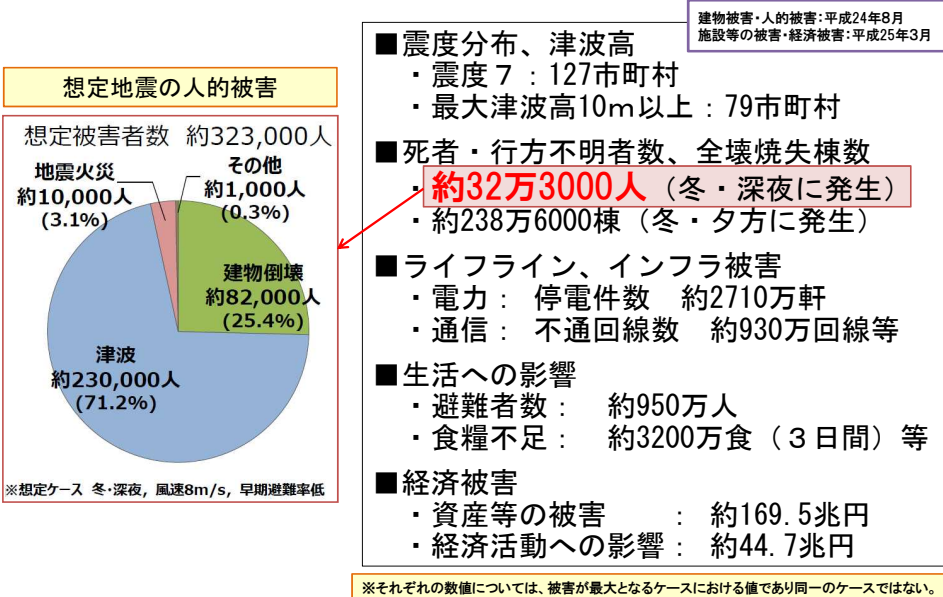 建物被害・人的被害:平成24年8月
施設等の被害・経済被害:平成25年3月
想定地震の人的被害
想定被害者数 約323,000人
地震火災
約10,000人
(3.1%)
その他
約1,000人
(0.3%)
建物倒壊
約82,000人
(25.4%)
津波
約230,000人
(71.2%)
※想定ケース 冬・深夜, 風速8m/s, 早期避難率低
■震度分布、津波高
・震度7:127市町村
・最大津波高10m以上:79市町村
■死者・行方不明者数、全壊焼失棟数
・約32万3000人(冬・深夜に発生)
・約238万6000棟(冬・夕方に発生)
■ライフライン、インフラ被害
・電力: 停電件数 約2710万軒
・通信: 不通回線数 約930万回線等
■生活への影響
・避難者数: 約950万人
・食糧不足: 約3200万食(3日間)等
■経済被害
・資産等の被害 : 約169.5兆円
・経済活動への影響: 約44.7兆円
※それぞれの数値については、被害が最大となるケースにおける値であり同一のケースではない。